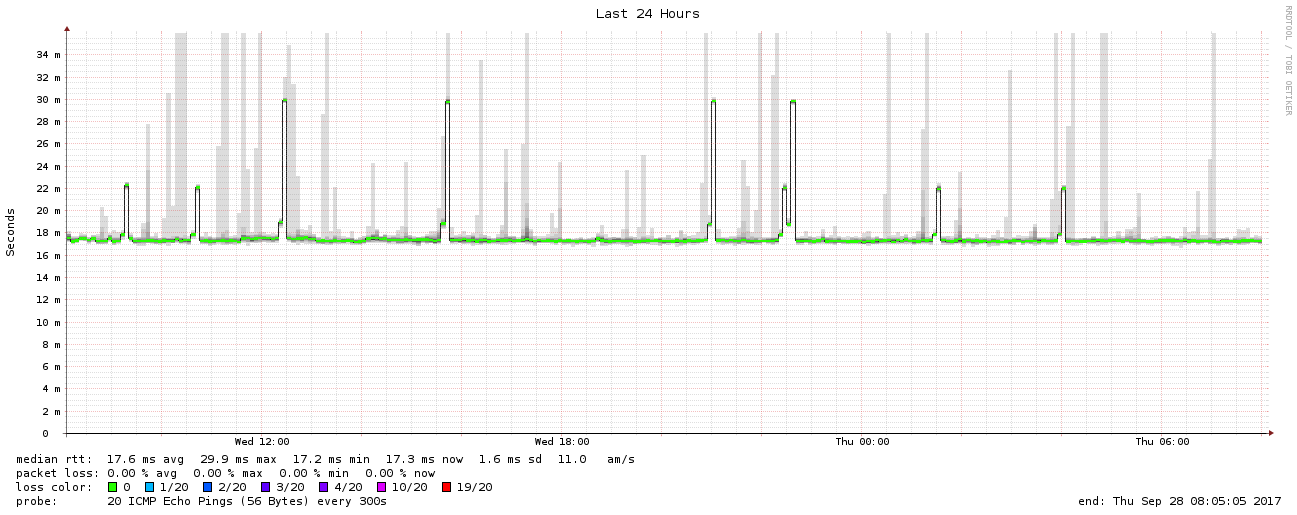 Last 24 Hours
RRDTOOL / TOBI OETIKER
Seconds
34 m
32 m
30 m
28 m
26 m
24 m
22 m
20 m
18 m
16 m
14 m
12 m
10 m
8 m
6 m
4 m
2 m
0
Wed 12:00 Wed 18:00 Thu 00:00 Thu 06:00
median rtt: 17.6 ms avg 29.9 ms max 17.2 ms min 17.3 ms now 1.6 ms sd 11.0 am/s
packet loss: 0.00 % avg 0.00 % max 0.00 % min 0.00 % now
loss color: 0 1/20 2/20 3/20 4/20 10/20 19/20
probe: 20 ICMP Echo Pings (56 Bytes) every 300s end: Thu Sep 28 08:05:05 2017